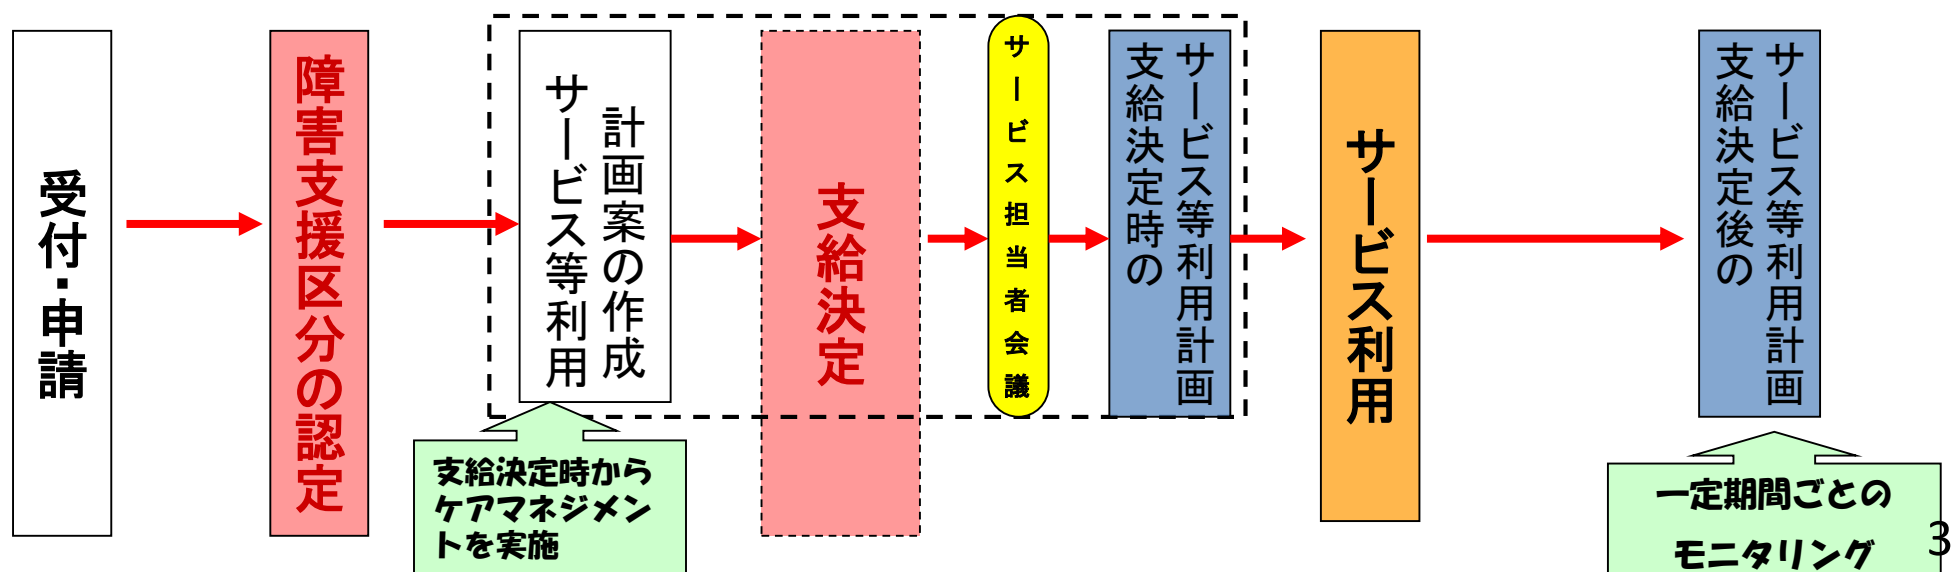 受付・申請
障害支援区分の認定
サービス等利用
計画案の作成
支給決定時から
ケアマネジメン
トを実施
支給決定
サービス担当者会議
支給決定時の
サービス等利用計画
サービス利用
支給決定後の
サービス等利用計画
一定期間ごとの
モニタリング
3